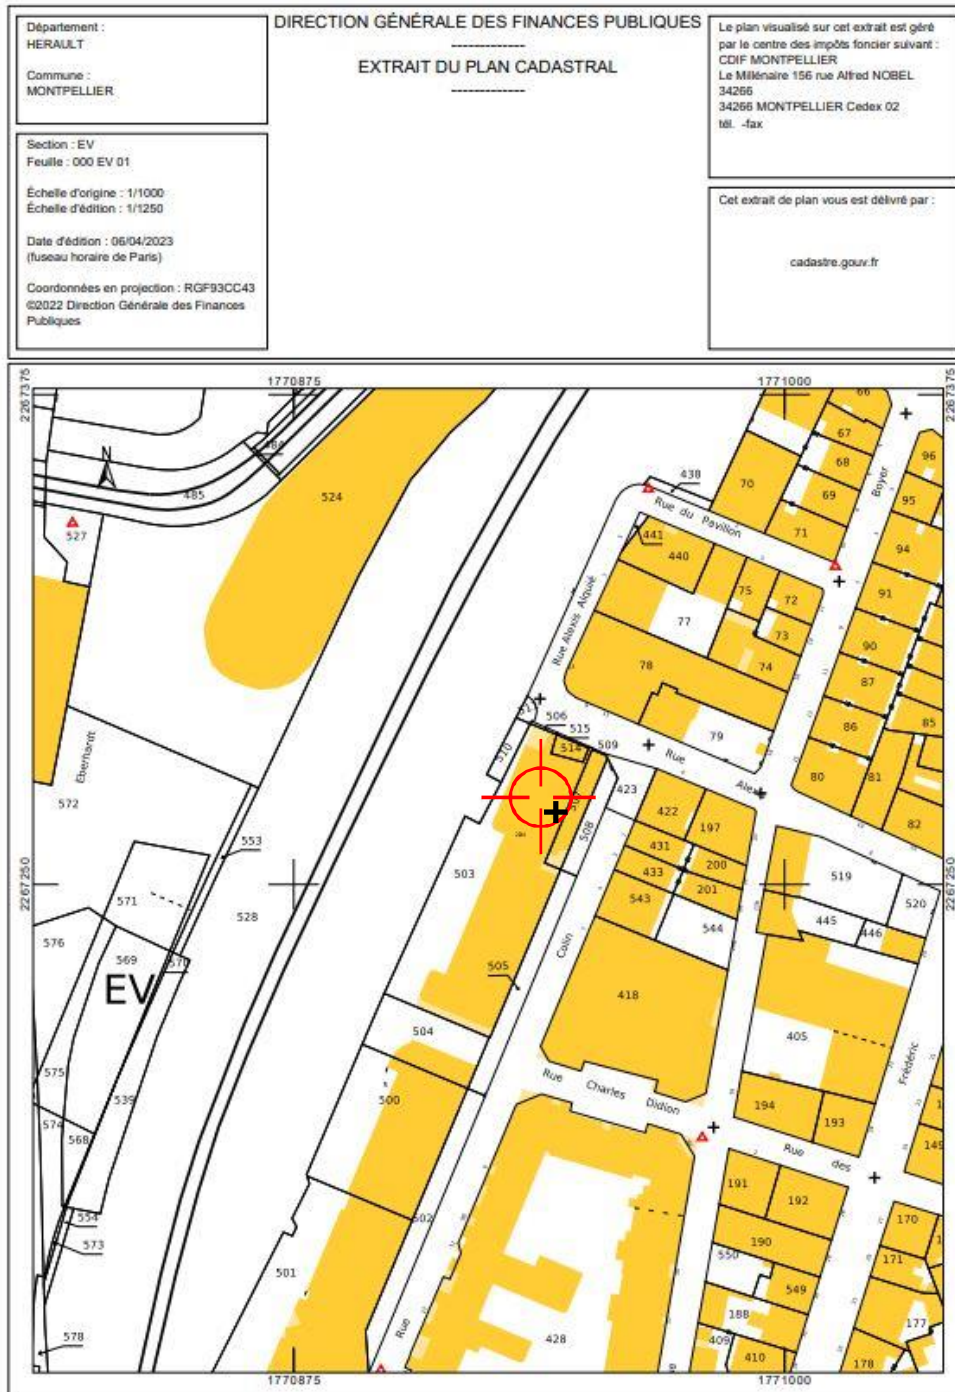 Département :
HERAULT
Commune :
MONTPELLIER
Section : EV
Feuille : 000 EV 01
Échelle d'origine : 1/1000
Échelle d'édition : 1/1250
Date d'édition : 06/04/2023
(fuseau horaire de Paris)
Coordonnées en projection : RGF93CC43
©2022 Direction Générale des Finances
Publiques
DIRECTION GÉNÉRALE DES FINANCES PUBLIQUES
-------------
EXTRAIT DU PLAN CADASTRAL
-------------
Le plan visualisé sur cet extrait est géré
par le centre des impôts foncier suivant :
CDIF MONTPELLIER
Le Millénaire 156 rue Alfred NOBEL
34266
34266 MONTPELLIER Cedex 02
tél. -fax
Cet extrait de plan vous est délivré par :
cadastre.gouv.fr
1770875
1771000
2267375
2267375
66
67
68
69
70
71
438
Boyer
96
95
94
91
90
87
86
85
N
484
485
524
527
Rue du Pavillon
441
440
75
72
77
73
74
78
Rue Alexis Alquié
79
80
81
82
506
515
514
509
510
Rue Alexis
423
422
197
431
200
433
201
543
544
508
503
519
520
445
446
Ebernardt
572
553
571
528
576
569
570
EV
575
539
574
568
554
573
578
2267250
Colin
505
418
405
504
500
Rue Charles Didion
Frédéric
194
193
Rue des
191
192
190
550
549
188
409
410
170
171
177
178
145
502
501
Rue
428
1770875
1771000